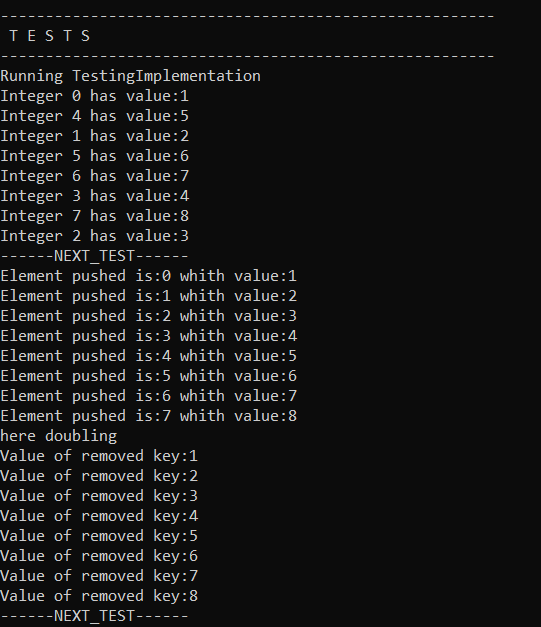 -------------------------------------------------------
 T E S T S
-------------------------------------------------------
Running TestingImplementation
Integer 0 has value:1
Integer 4 has value:5
Integer 1 has value:2
Integer 5 has value:6
Integer 6 has value:7
Integer 3 has value:4
Integer 7 has value:8
Integer 2 has value:3
------NEXT_TEST------
Element pushed is:0 whith value:1
Element pushed is:1 whith value:2
Element pushed is:2 whith value:3
Element pushed is:3 whith value:4
Element pushed is:4 whith value:5
Element pushed is:5 whith value:6
Element pushed is:6 whith value:7
Element pushed is:7 whith value:8
here doubling
Value of removed key:1
Value of removed key:2
Value of removed key:3
Value of removed key:4
Value of removed key:5
Value of removed key:6
Value of removed key:7
Value of removed key:8
------NEXT_TEST------